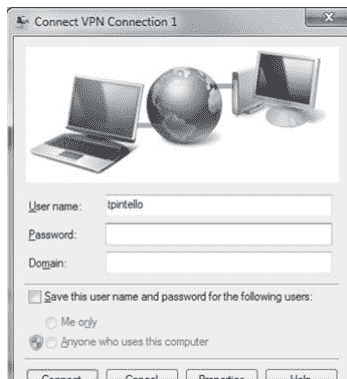 Connect VPN Connection 1
User name: tpintello
Password:
Domain:
Save this user name and password for the following users:
Me only
Anyone who uses this computer
Connect Cancel Properties Help